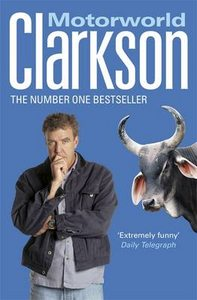 Motorworld
Clarkson
THE NUMBER ONE BESTSELLER
'Extremely funny'
Daily Telegraph